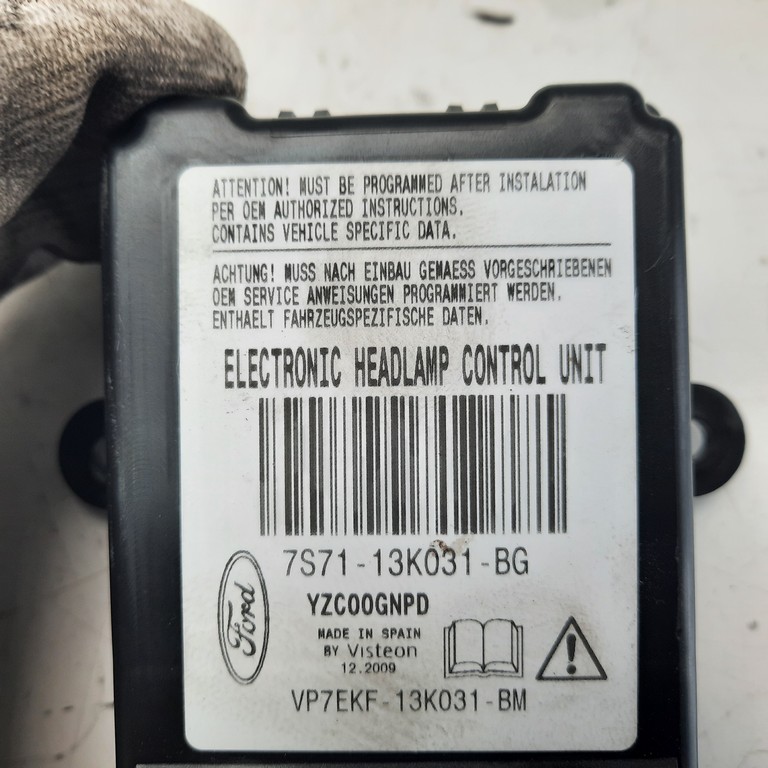 ATTENTION! MUST BE PROGRAMMED AFTER INSTALATION
PER OEM AUTHORIZED INSTRUCTIONS.
CONTAINS VEHICLE SPECIFIC DATA.
ACHTUNG! MUSS NACH EINBAU GEMAESS VORGESCHRIEBENEN
OEM SERVICE ANWEISUNGEN PROGRAMMIERT WERDEN.
ENTHAELT FAHRZEUGSPEZIFISCHE DATEN.
ELECTRONIC HEADLAMP CONTROL UNIT
7S71-13K031-BG
Ford
YZC00GNPD
MADE IN SPAIN
BY Visteon
12.2009
VP7EKF-13K031-BM